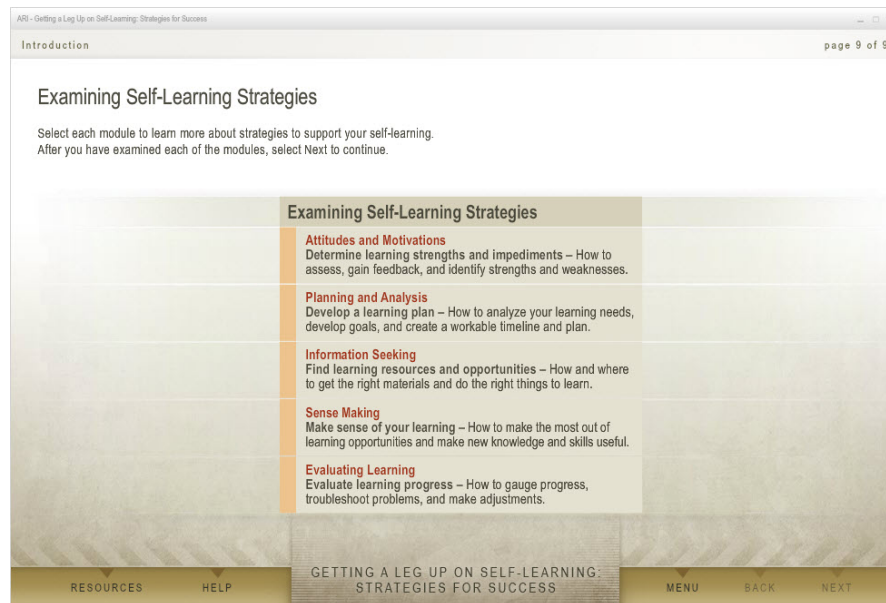 ARI - Getting a Leg Up on Self-Learning: Strategies for Success
Introduction
page 9 of 9
Examining Self-Learning Strategies
Select each module to learn more about strategies to support your self-learning.
After you have examined each of the modules, select Next to continue.
Examining Self-Learning Strategies
Attitudes and Motivations
Determine learning strengths and impediments – How to
assess, gain feedback, and identify strengths and weaknesses.
Planning and Analysis
Develop a learning plan – How to analyze your learning needs,
develop goals, and create a workable timeline and plan.
Information Seeking
Find learning resources and opportunities – How and where
to get the right materials and do the right things to learn.
Sense Making
Make sense of your learning – How to make the most out of
learning opportunities and make new knowledge and skills useful.
Evaluating Learning
Evaluate learning progress – How to gauge progress,
troubleshoot problems, and make adjustments.
RESOURCES
HELP
GETTING A LEG UP ON SELF-LEARNING:
STRATEGIES FOR SUCCESS
MENU
BACK
NEXT